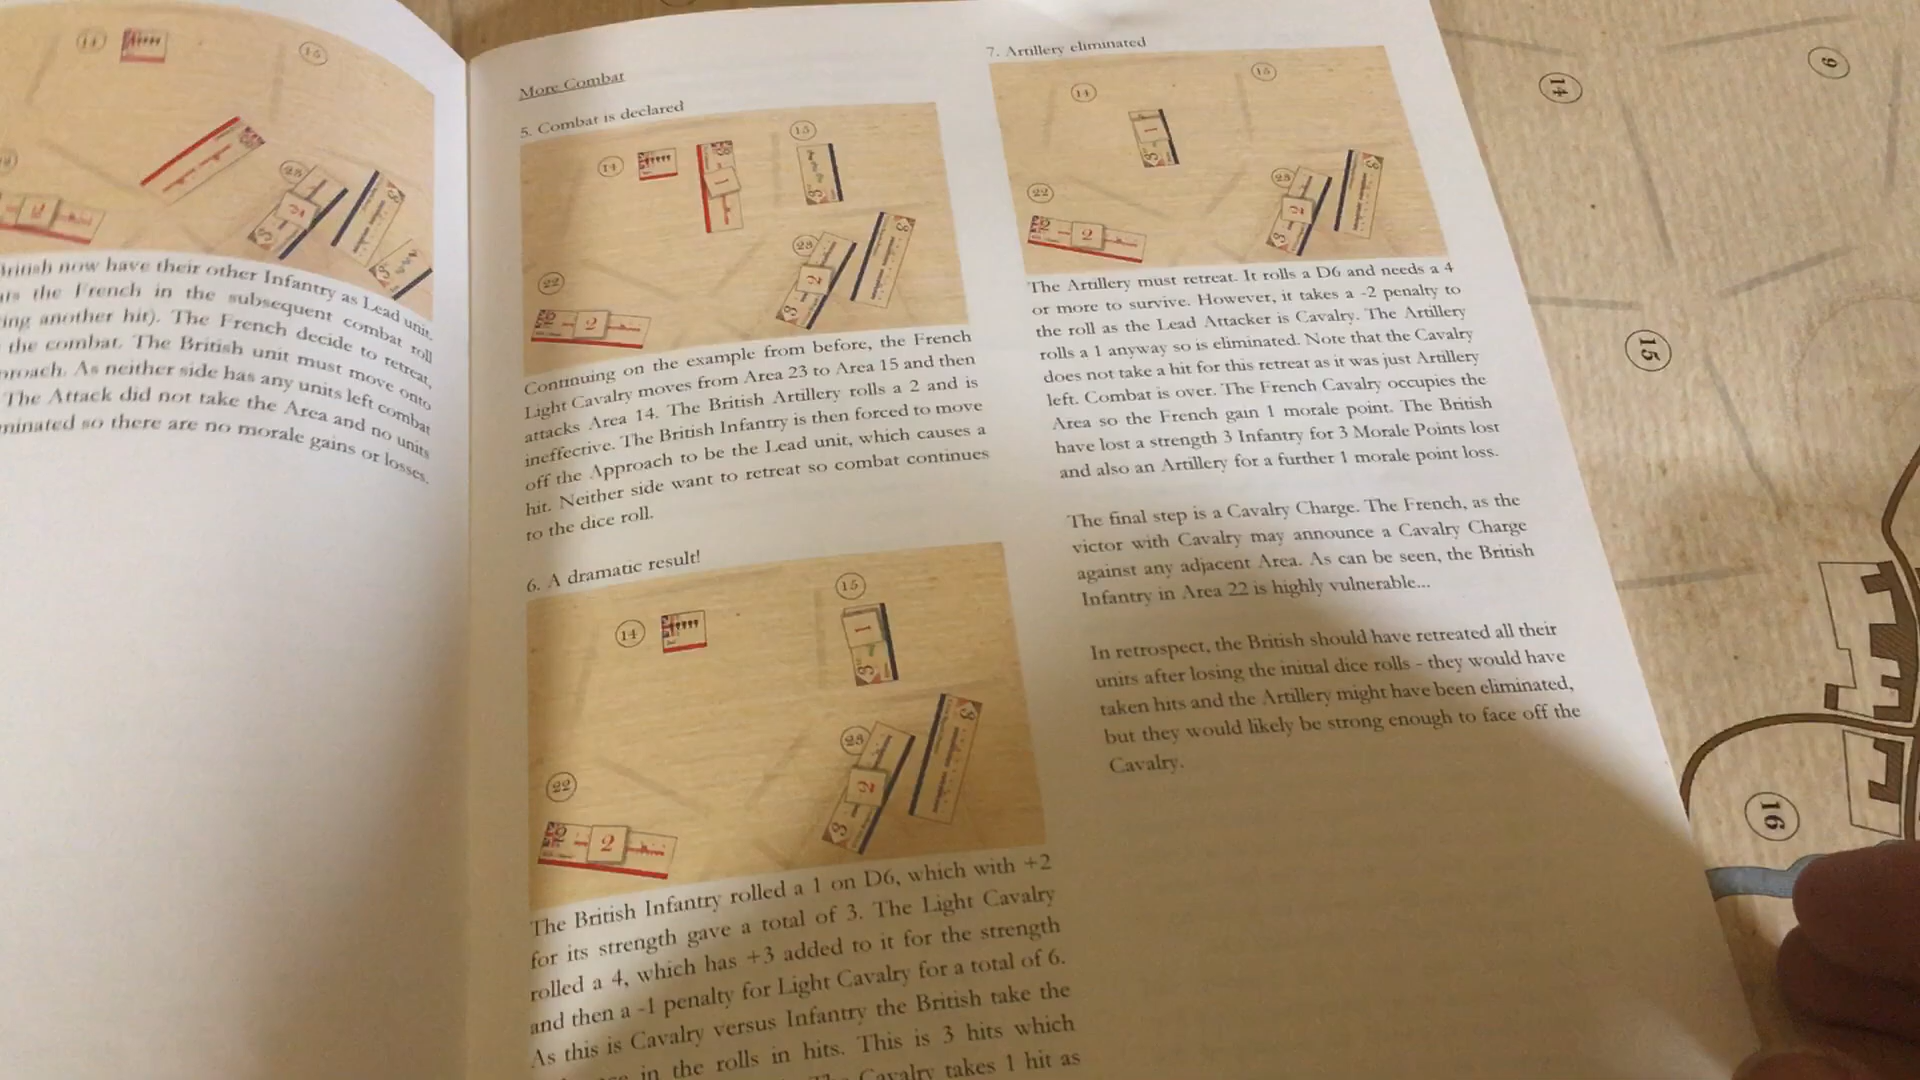 British now have their other Infantry as Lead unit.
the French in the subsequent combat roll
another hit). The French decide to retreat,
the combat. The British unit must move onto
As neither side has any units left combat
The Attack did not take the Area and no units
so there are no morale gains or losses.
More Combat
5. Combat is declared
14
15
23
22
Continuing on the example from before, the French
Light Cavalry moves from Area 23 to Area 15 and then
attacks Area 14. The British Artillery rolls a 2 and is
ineffective. The British Infantry is then forced to move
off the Approach to be the Lead unit, which causes a
hit. Neither side want to retreat so combat continues
to the dice roll.
6. A dramatic result!
14
15
23
22
The British Infantry rolled a 1 on D6, which with +2
for its strength gave a total of 3. The Light Cavalry
rolled a 4, which has +3 added to it for the strength
and then a -1 penalty for Light Cavalry for a total of 6.
As this is Cavalry versus Infantry the British take the
in the rolls in hits. This is 3 hits which
Cavalry takes 1 hit as
7. Artillery eliminated
14
15
22
23
The Artillery must retreat. It rolls a D6 and needs a 4
or more to survive. However, it takes a -2 penalty to
the roll as the Lead Attacker is Cavalry. The Artillery
rolls a 1 anyway so is eliminated. Note that the Cavalry
does not take a hit for this retreat as it was just Artillery
left. Combat is over. The French Cavalry occupies the
Area so the French gain 1 morale point. The British
have lost a strength 3 Infantry for 3 Morale Points lost
and also an Artillery for a further 1 morale point loss.
The final step is a Cavalry Charge. The French, as the
victor with Cavalry may announce a Cavalry Charge
against any adjacent Area. As can be seen, the British
Infantry in Area 22 is highly vulnerable...
In retrospect, the British should have retreated all their
units after losing the initial dice rolls - they would have
taken hits and the Artillery might have been eliminated,
but they would likely be strong enough to face off the
Cavalry.
14
9
15
16